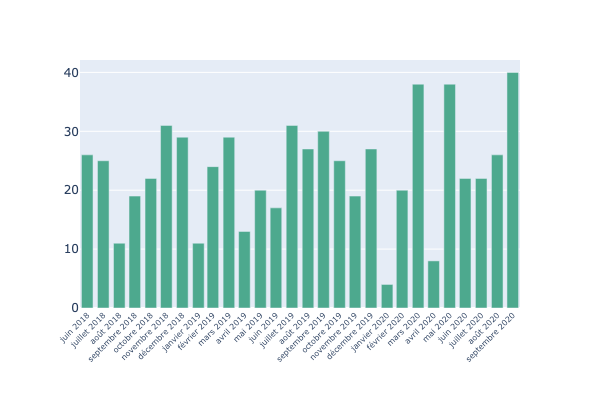 40
30
20
10
0
juin 2018
juillet 2018
août 2018
septembre 2018
octobre 2018
novembre 2018
décembre 2018
janvier 2019
février 2019
mars 2019
avril 2019
mai 2019
juin 2019
juillet 2019
août 2019
septembre 2019
octobre 2019
novembre 2019
décembre 2019
janvier 2020
février 2020
mars 2020
avril 2020
mai 2020
juin 2020
juillet 2020
août 2020
septembre 2020